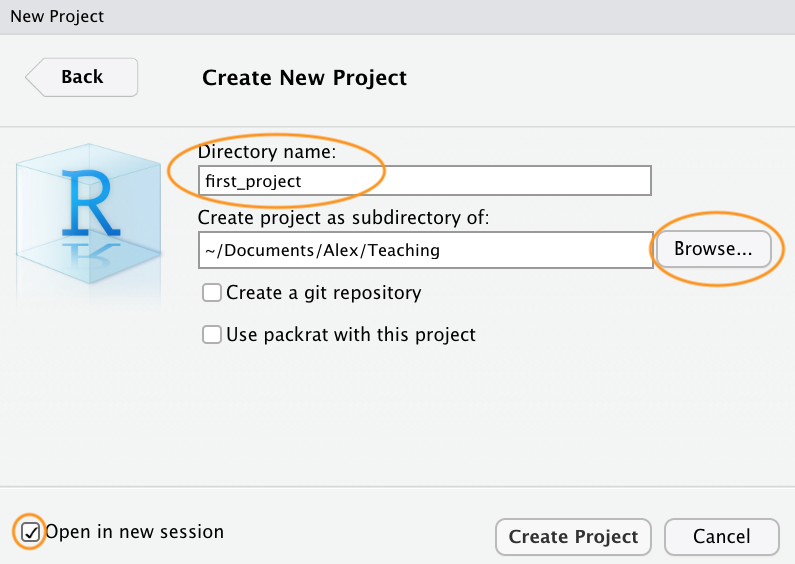 New Project
Back
Create New Project
R
Directory name:
first_project
Create project as subdirectory of:
~/Documents/Alex/Teaching
Browse...
Create a git repository
Use packrat with this project
Open in new session
Create Project
Cancel